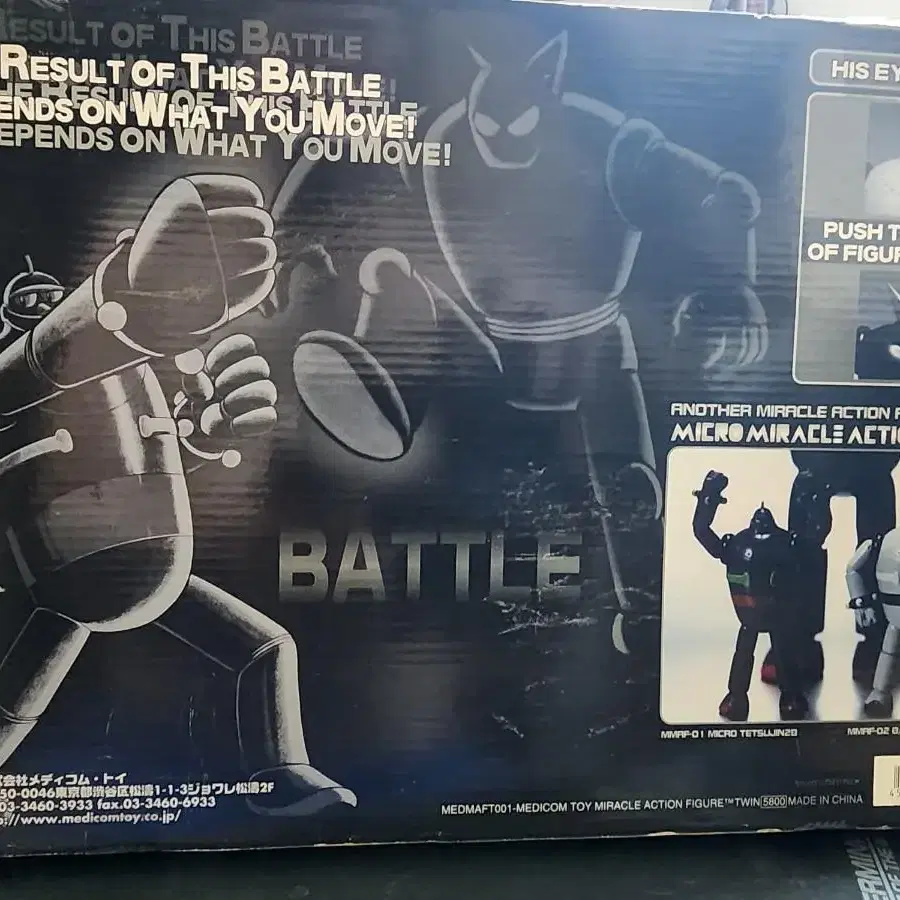 RESULT OF THIS BATTLE
RESULT OF THIS BATTLE
ENDS ON WHAT YOU MOVE!
EPENDS ON WHAT YOU MOVE!
HIS EY
PUSH T
OF FIGUR
BATTLE
ANOTHER MIRACLE ACTION F
MICRO MIRACLE ACTIO
MMAF-01 MICRO TETSUJIN28
MMAF-02 B
会社メディコム・トイ
50-0046東京都渋谷区松濤1-1-3ジョワレ松濤2F
03-3460-3933 fax.03-3460-6933
://www.medicomtoy.co.jp/
MEDMAFT001-MEDICOM TOY MIRACLE ACTION FIGURE™TWIN 5800 MADE IN CHINA